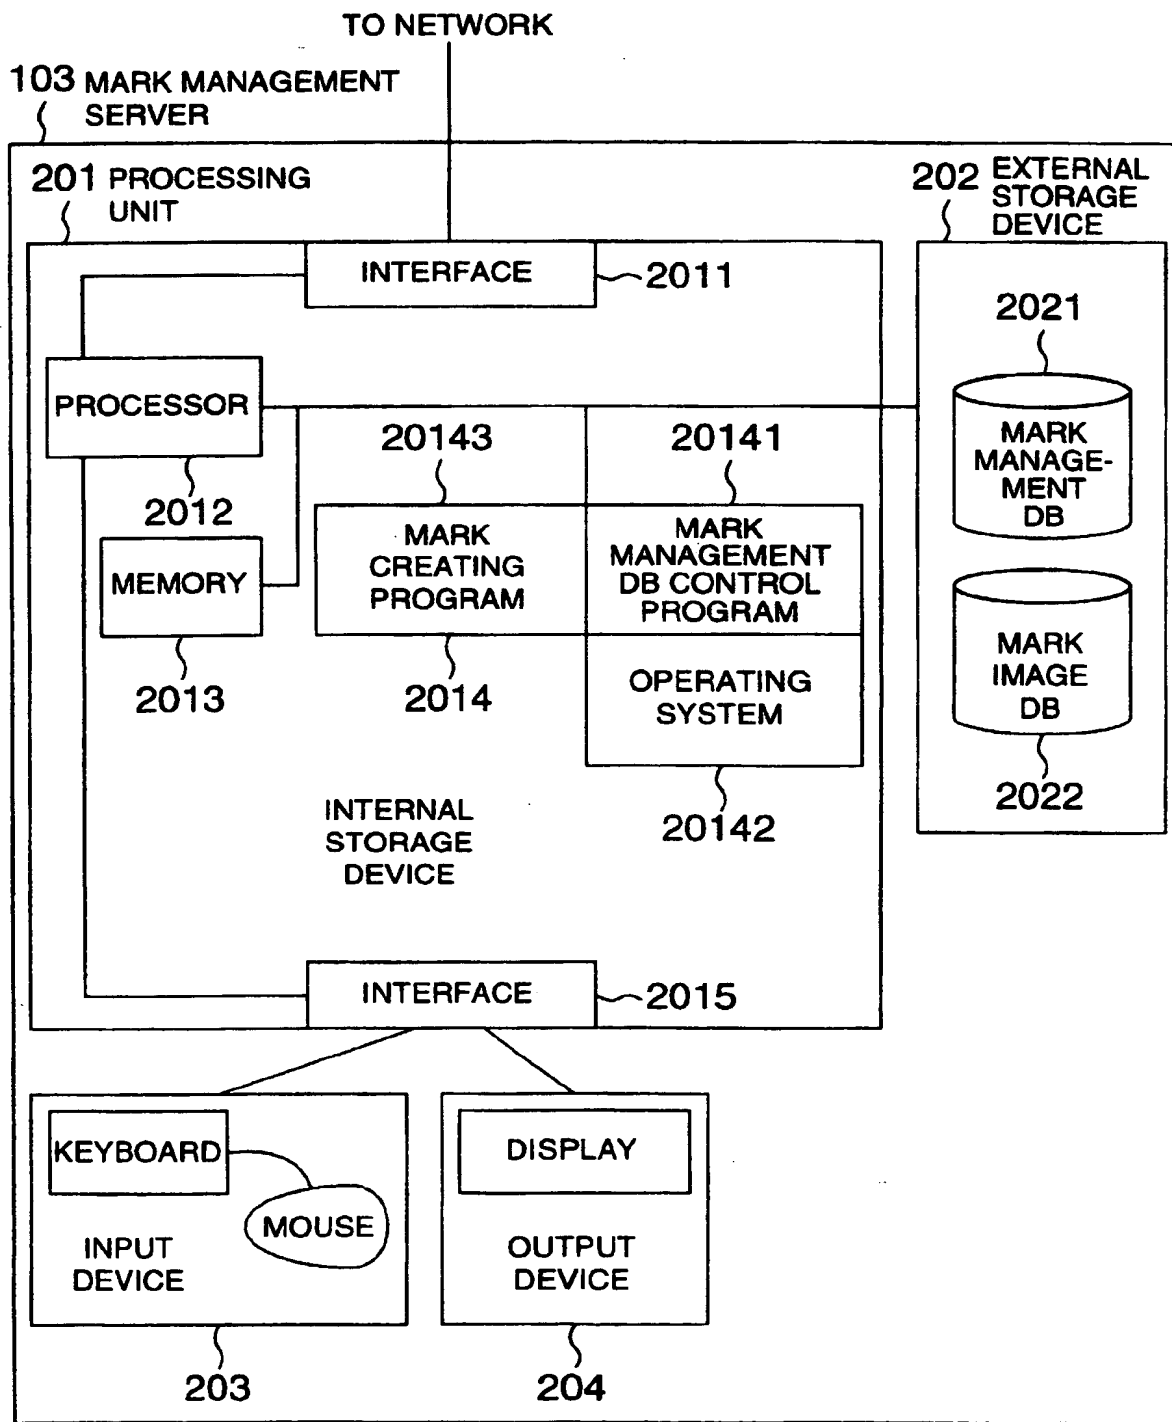 TO NETWORK
103 MARK MANAGEMENT
SERVER
201 PROCESSING
UNIT
202 EXTERNAL
STORAGE
DEVICE
INTERFACE
2011
2021
PROCESSOR
2012
20143
20141
MARK
MANAGE-
MENT
DB
MARK
CREATING
PROGRAM
MARK
MANAGEMENT
DB CONTROL
PROGRAM
MEMORY
2013
2014
OPERATING
SYSTEM
MARK
IMAGE
DB
2022
20142
INTERNAL
STORAGE
DEVICE
INTERFACE
2015
KEYBOARD
MOUSE
INPUT
DEVICE
DISPLAY
OUTPUT
DEVICE
203
204